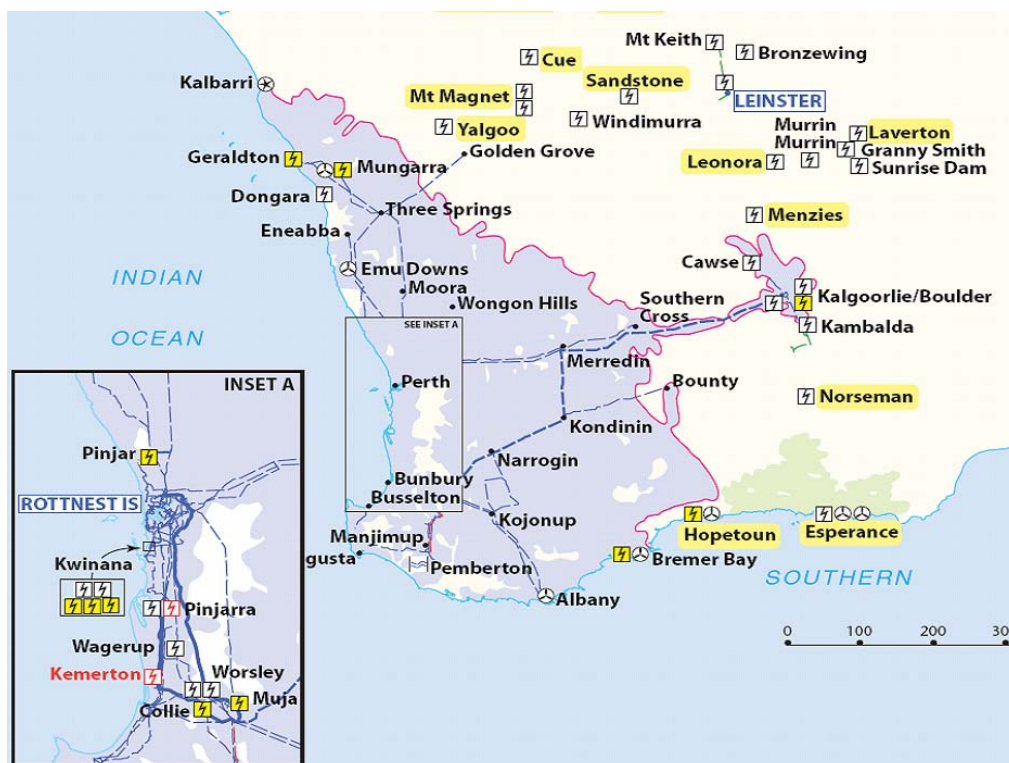 Mt Keith
Bronzewing
Cue
Sandstone
Kalbarri
Mt Magnet
LEINSTER
Windimurra
Yalgoo
Murrin
Murrin
Laverton
Granny Smith
Sunrise Dam
Leonora
Golden Grove
Geraldton
Mungarra
Dongara
Three Springs
Menzies
Eneabba
Cawse
Emu Downs
INDIAN
OCEAN
Moora
Wongon Hills
Southern
Cross
Kalgoorlie/Boulder
Kambalda
SEE INSET A
Merredin
Perth
Bounty
Norseman
Kondinin
Narrogin
Bunbury
Busselton
Kojonup
Hopetoun
Esperance
Manjimup
gusta
Pemberton
Bremer Bay
SOUTHERN
Albany
0 100 200 30
INSET A
Pinjar
ROTTNEST IS
Kwinana
Pinjarra
Wagerup
Kemerton
Worsley
Muja
Collie